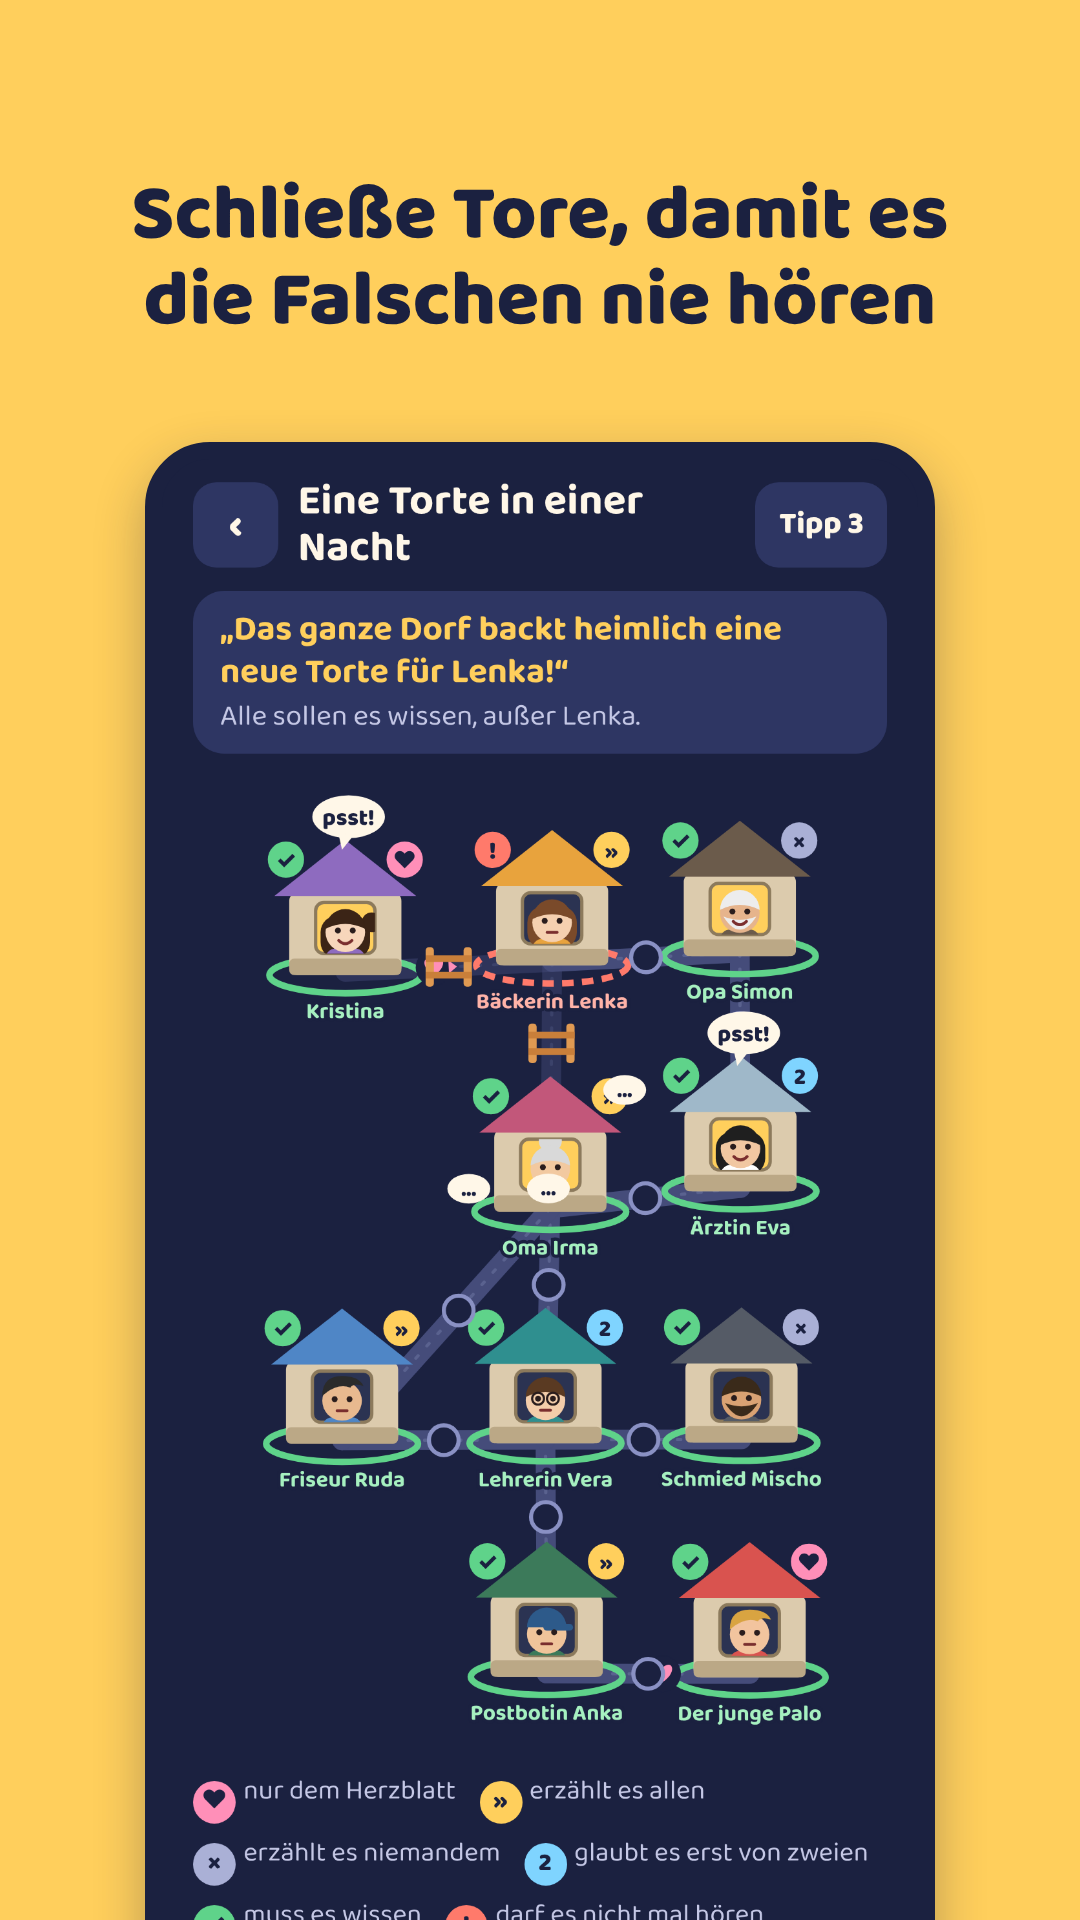 Schließe Tore, damit es
die Falschen nie hören
Eine Torte in einer
Nacht
Tipp 3
„Das ganze Dorf backt heimlich eine
neue Torte für Lenka!“
Alle sollen es wissen, außer Lenka.
psst!
Kristina
Bäckerin Lenka
Opa Simon
psst!
2
...
...
...
Oma Irma
Ärztin Eva
2
Friseur Ruda
Lehrerin Vera
Schmied Mischo
Postbotin Anka
Der junge Palo
nur dem Herzblatt
» erzählt es allen
× erzählt es niemandem
2 glaubt es erst von zweien
muss es wissen
darf es nicht mal hören